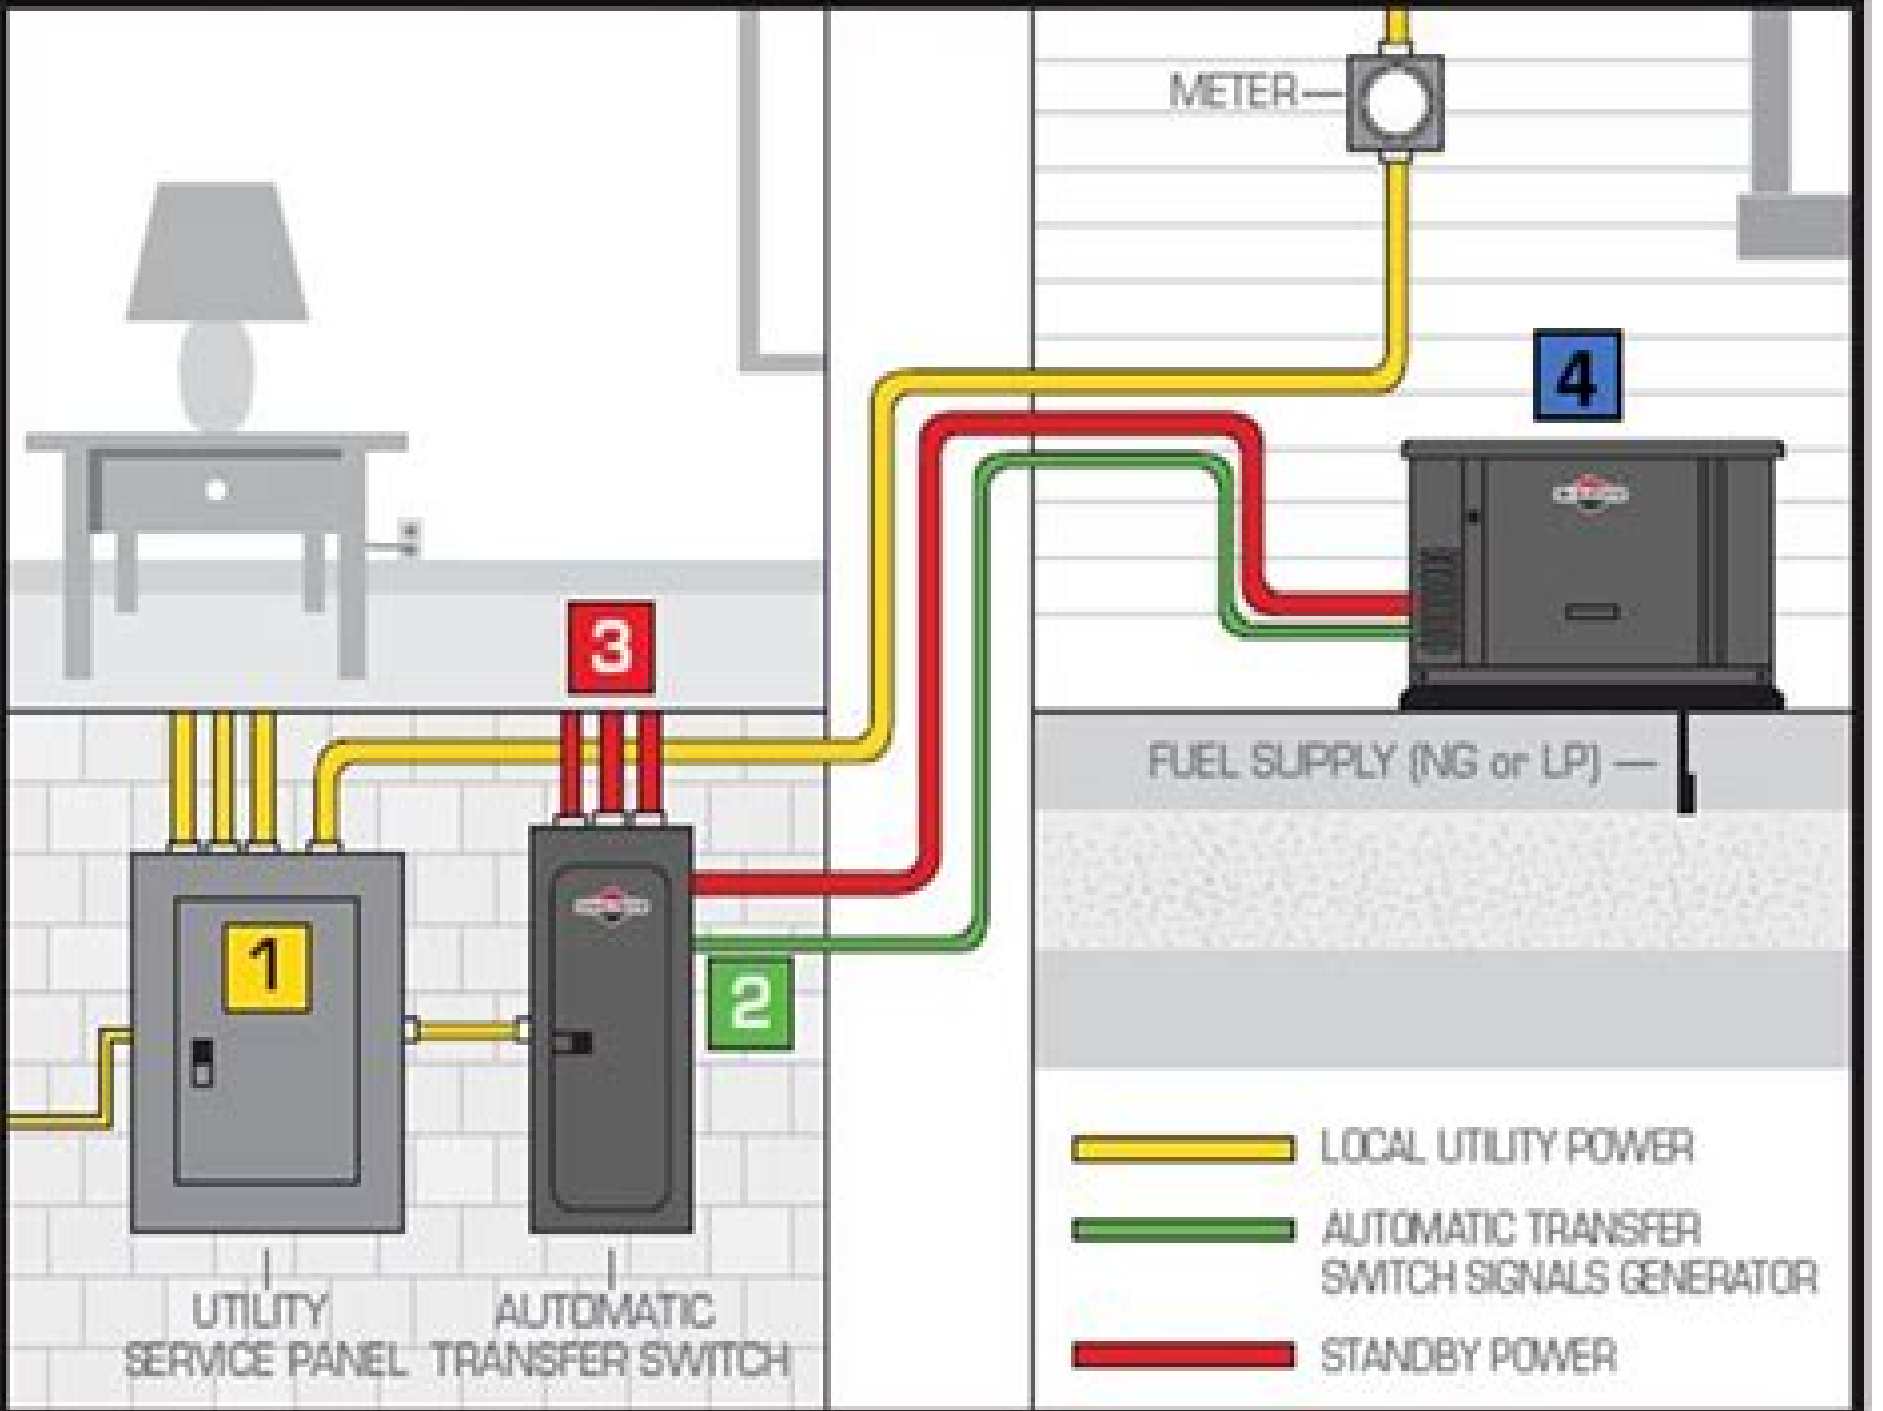 METER
4
3
FUEL SUPPLY (NG or LP)
1
2
LOCAL UTILITY POWER
AUTOMATIC TRANSFER
SWITCH SIGNALS GENERATOR
STANDBY POWER
UTILITY
SERVICE PANEL
AUTOMATIC
TRANSFER SWITCH